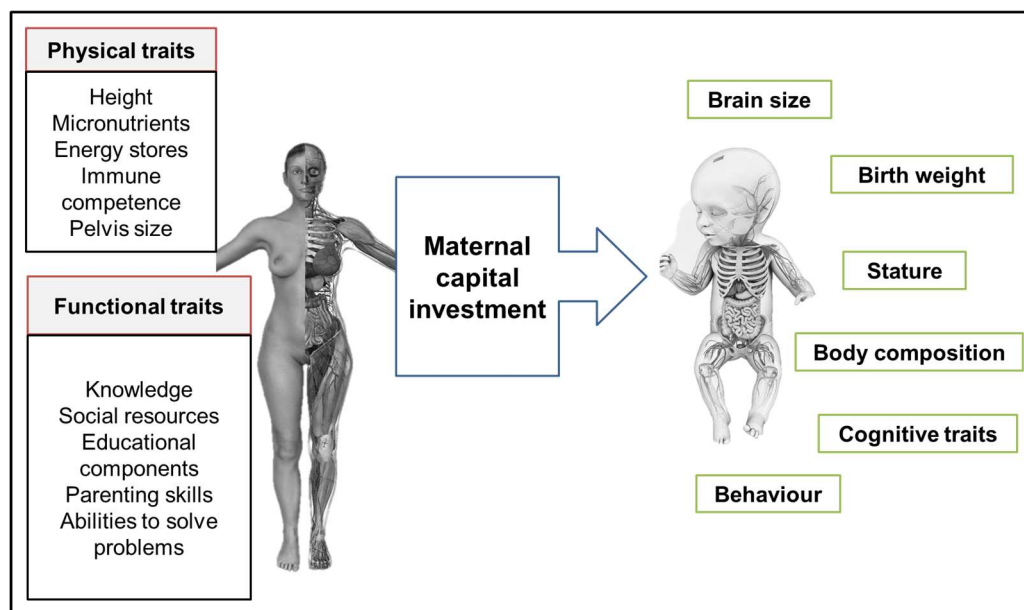 Physical traits
Height
Micronutrients
Energy stores
Immune
competence
Pelvis size
Functional traits
Knowledge
Social resources
Educational
components
Parenting skills
Abilities to solve
problems
Maternal
capital
investment
Brain size
Birth weight
Stature
Body composition
Cognitive traits
Behaviour